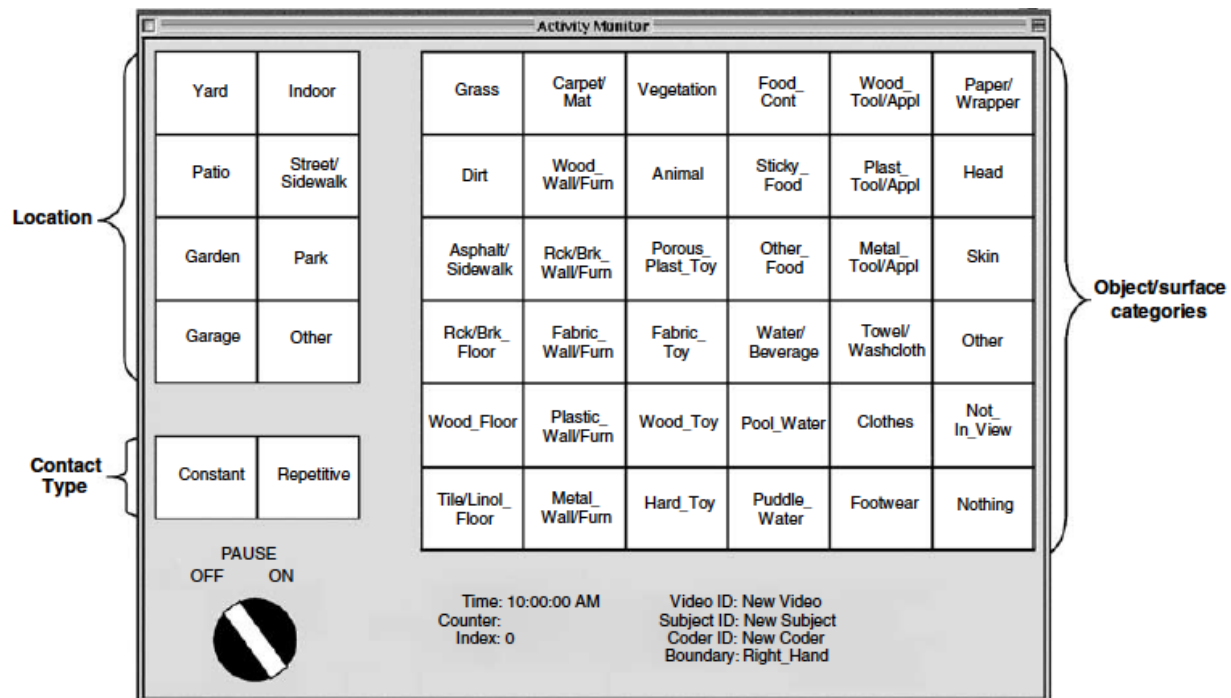 Activity Monitor
Location
Yard
Indoor
Patio
Street/
Sidewalk
Garden
Park
Garage
Other
Contact
Type
Constant
Repetitive
PAUSE
OFF ON
Grass
Carpet/
Mat
Vegetation
Food_
Cont
Wood_
Tool/Appl
Paper/
Wrapper
Dirt
Wood_
Wall/Furn
Animal
Sticky_
Food
Plast_
Tool/Appl
Head
Asphalt/
Sidewalk
Rck/Brk_
Wall/Furn
Porous_
Plast_Toy
Other_
Food
Metal_
Tool/Appl
Skin
Rck/Brk_
Floor
Fabric_
Wall/Furn
Fabric_
Toy
Water/
Beverage
Towel/
Washcloth
Other
Wood_Floor
Plastic_
Wall/Furn
Wood_Toy
Pool_Water
Clothes
Not_
In_View
Tile/Linol_
Floor
Metal_
Wall/Furn
Hard_Toy
Puddle_
Water
Footwear
Nothing
Object/surface
categories
Time: 10:00:00 AM
Counter:
Index: 0
Video ID: New Video
Subject ID: New Subject
Coder ID: New Coder
Boundary: Right_Hand